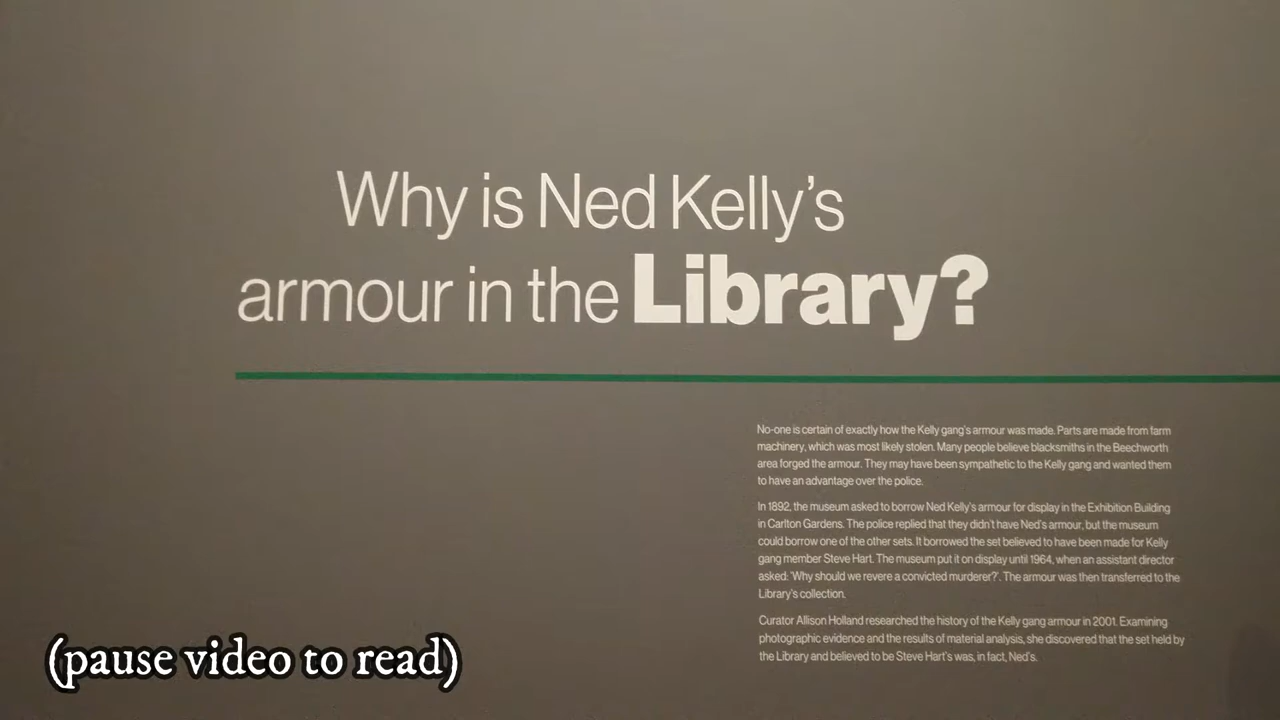 Why is Ned Kelly's
armour in the Library?
No-one is certain of exactly how the Kelly gang's armour was made. Parts are made from farm
machinery, which was most likely stolen. Many people believe blacksmiths in the Beechworth
area forged the armour. They may have been sympathetic to the Kelly gang and wanted them
to have an advantage over the police.
In 1892, the museum asked to borrow Ned Kelly's armour for display in the Exhibition Building
in Carlton Gardens. The police replied that they didn't have Ned's armour, but the museum
could borrow one of the other sets. It borrowed the set believed to have been made for Kelly
gang member Steve Hart. The museum put it on display until 1964, when an assistant director
asked: 'Why should we revere a convicted murderer?'. The armour was then transferred to the
Library's collection.
Curator Allison Holland researched the history of the Kelly gang armour in 2001. Examining
photographic evidence and the results of material analysis, she discovered that the set held by
the Library and believed to be Steve Hart's was, in fact, Ned's.
(pause video to read)